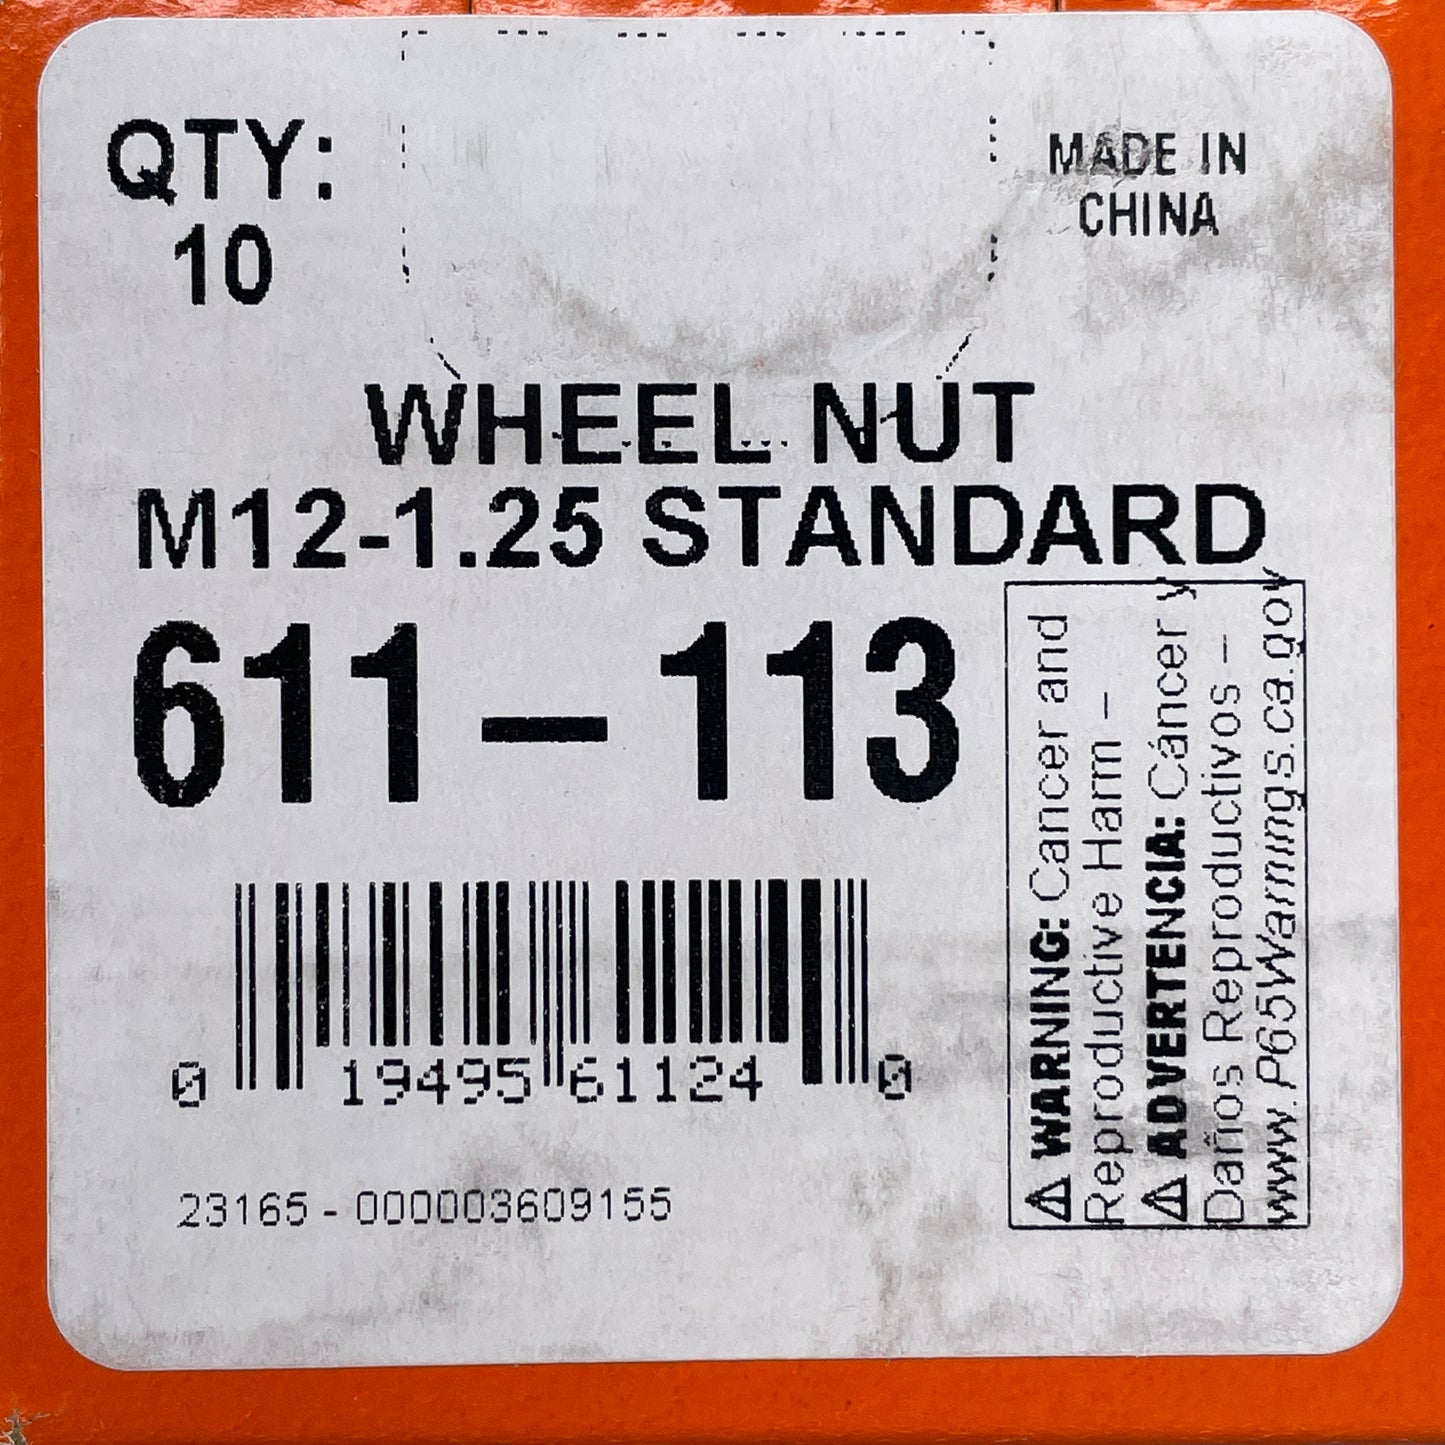 QTY:
10
MADE IN
CHINA
WHEEL NUT
M12-1.25 STANDARD
611-113
0 19495 61124 0
23165 - 000003609155
⚠ WARNING: Cancer and
Reproductive Harm –
⚠ ADVERTENCIA: Cáncer y
Daños Reproductivos –
www.P65Warnings.ca.gov